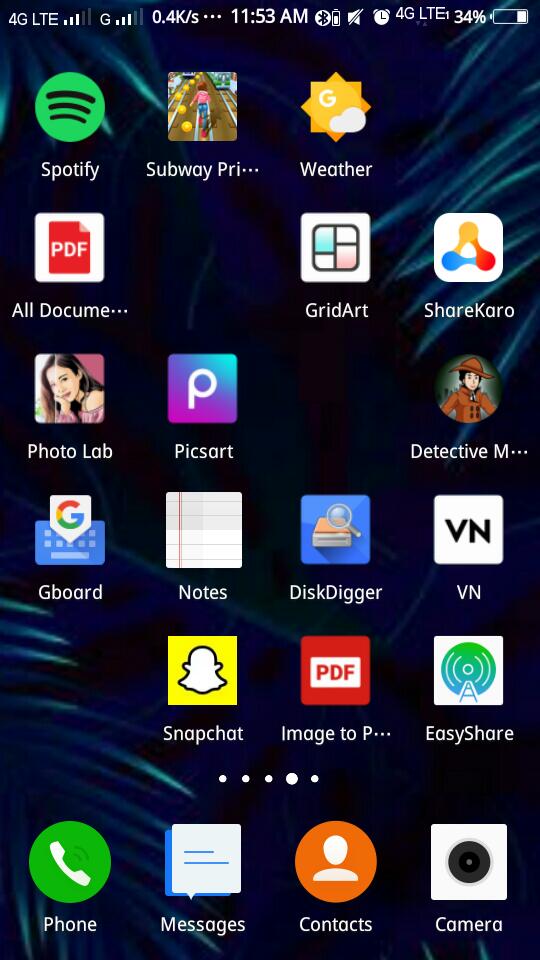 4G LTE G 0.4K/s ··· 11:53 AM 4G LTE 34%
Spotify Subway Pri··· Weather
G
PDF
All Docume··· GridArt ShareKaro
P
Photo Lab Picsart Detective M···
G VN
Gboard Notes DiskDigger VN
PDF
Snapchat Image to P··· EasyShare
Phone Messages Contacts Camera